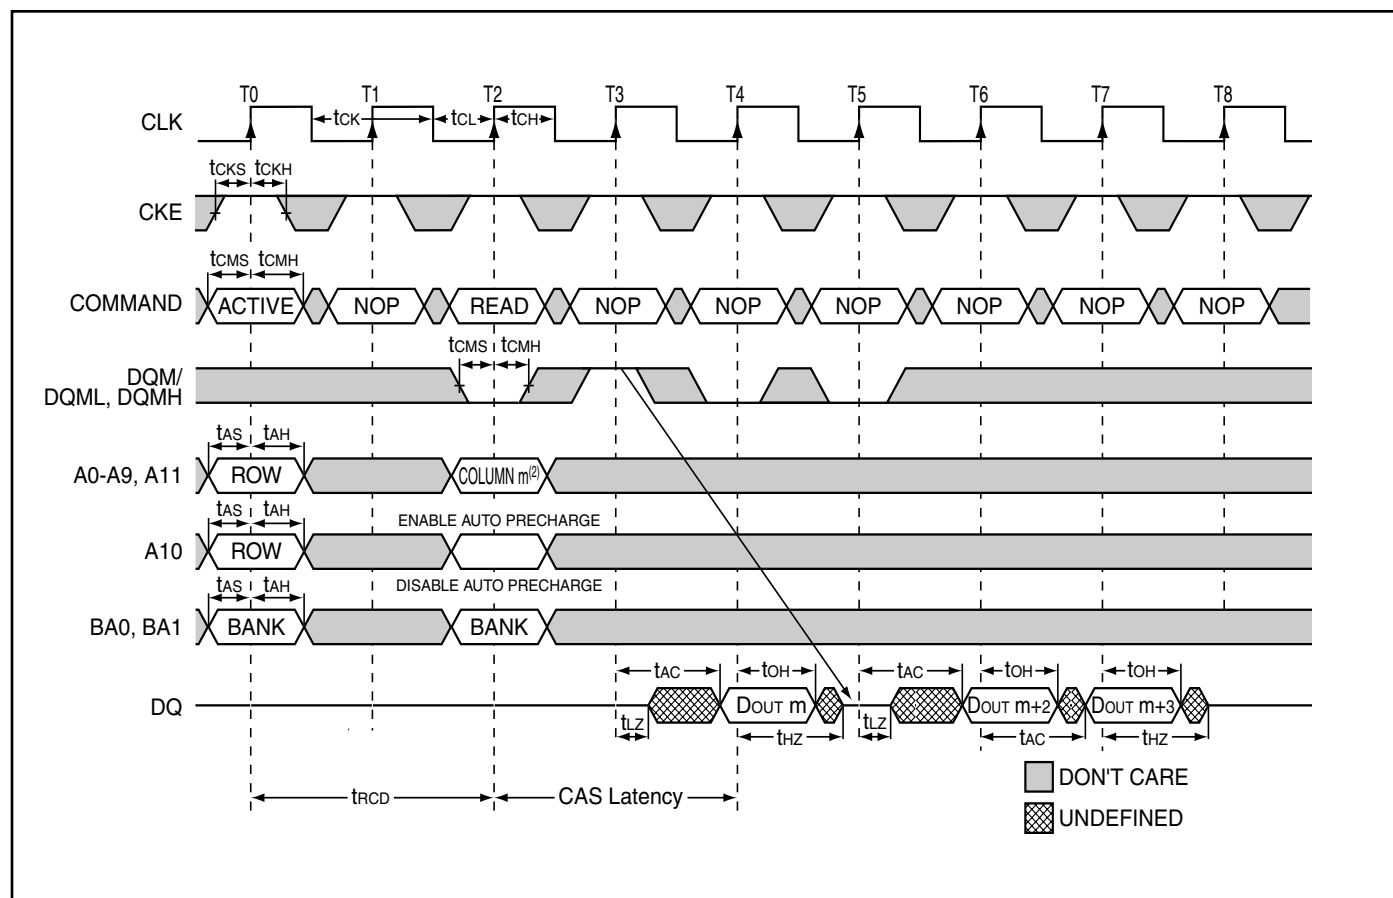 T0 T1 T2 T3 T4 T5 T6 T7 T8
CLK tCK tCL tCH
tCKS tCKH
CKE
tCMS tCMH
COMMAND ACTIVE NOP READ NOP NOP NOP NOP NOP NOP
tCMS tCMH
DQM/
DQML, DQMH
tAS tAH
A0-A9, A11 ROW COLUMN m(2)
tAS tAH ENABLE AUTO PRECHARGE
A10 ROW
tAS tAH DISABLE AUTO PRECHARGE
BA0, BA1 BANK BANK
tAC tOH tAC tOH tOH
DQ DOUT m DOUT m+2 DOUT m+3
tLZ tHZ tLZ tAC tHZ
DON'T CARE
tRCD CAS Latency
UNDEFINED